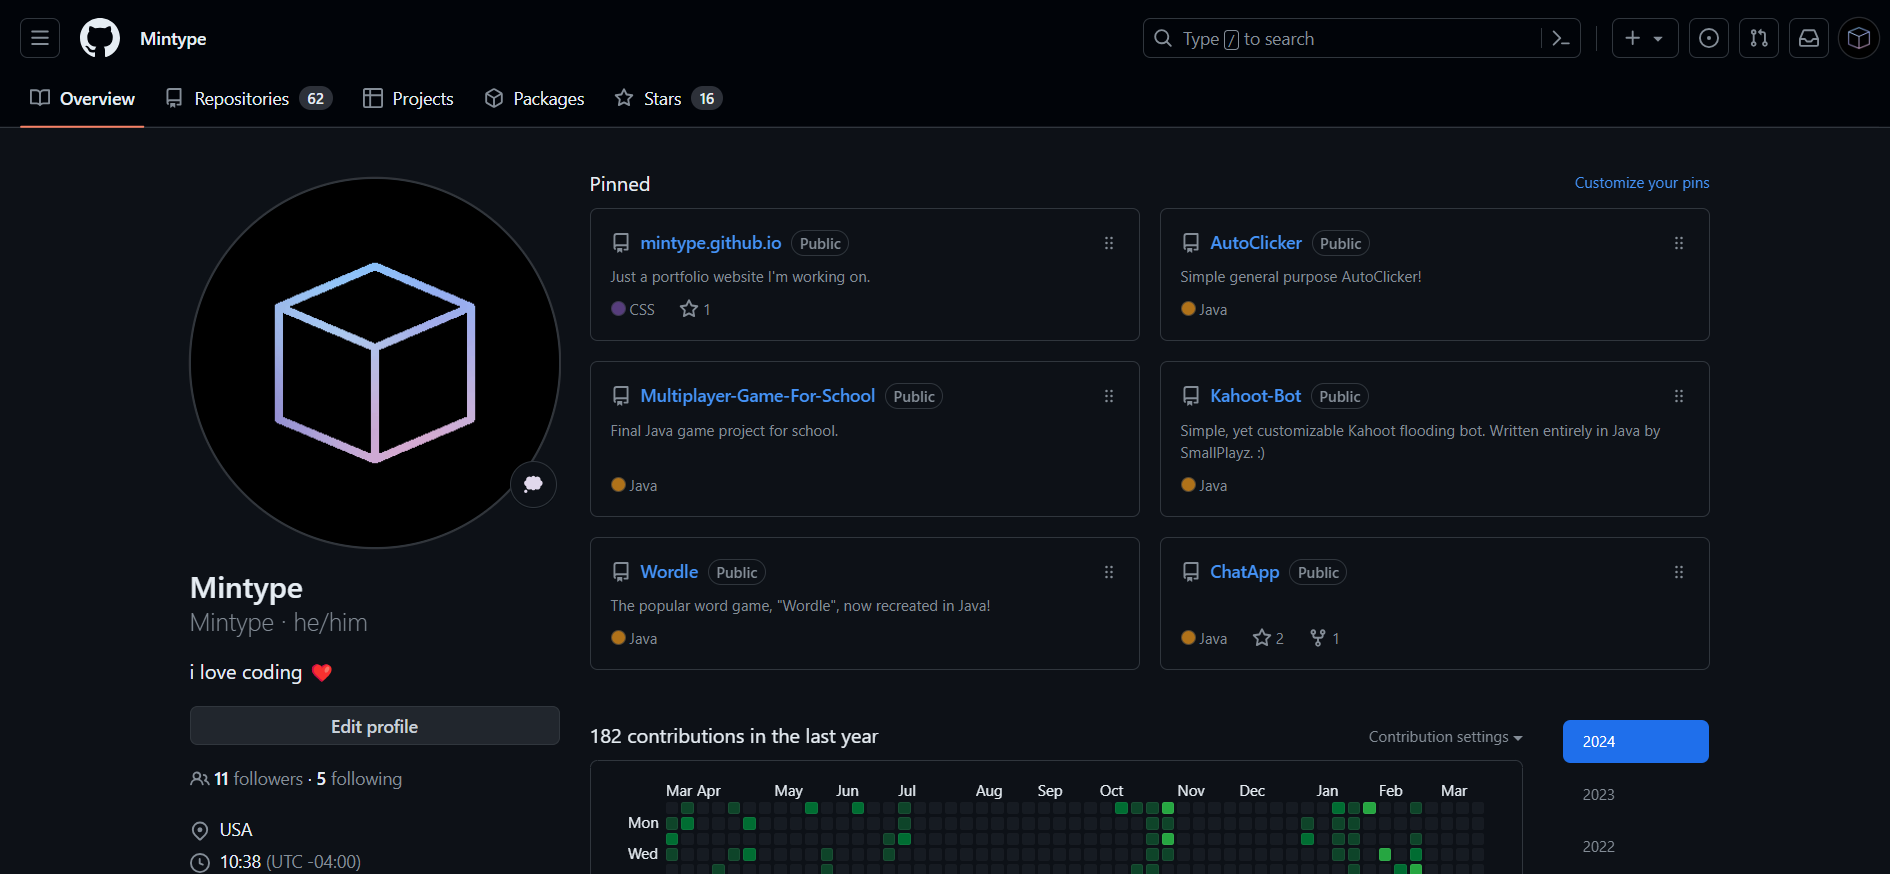 Mintype
Type / to search
Overview
Repositories 62
Projects
Packages
Stars 16
Mintype
Mintype · he/him
i love coding ❤️
Edit profile
11 followers · 5 following
USA
10:38 (UTC -04:00)
Pinned
Customize your pins
mintype.github.io Public
Just a portfolio website I'm working on.
CSS 1
AutoClicker Public
Simple general purpose AutoClicker!
Java
Multiplayer-Game-For-School Public
Final Java game project for school.
Java
Kahoot-Bot Public
Simple, yet customizable Kahoot flooding bot. Written entirely in Java by
SmallPlayz. :)
Java
Wordle Public
The popular word game, "Wordle", now recreated in Java!
Java
ChatApp Public
Java 2 1
182 contributions in the last year
Contribution settings
Mar Apr May Jun Jul Aug Sep Oct Nov Dec Jan Feb Mar
Mon
Wed
2024
2023
2022